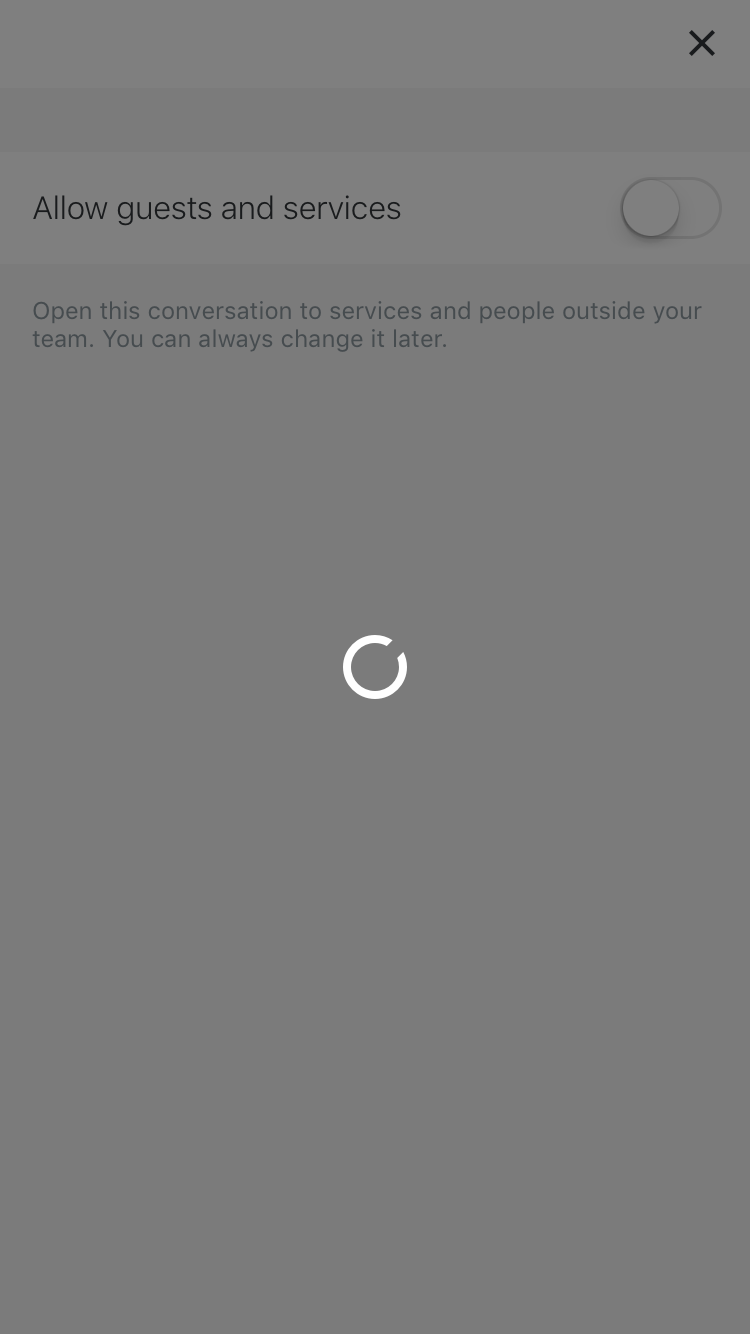 Allow guests and services
Open this conversation to services and people outside your
team. You can always change it later.